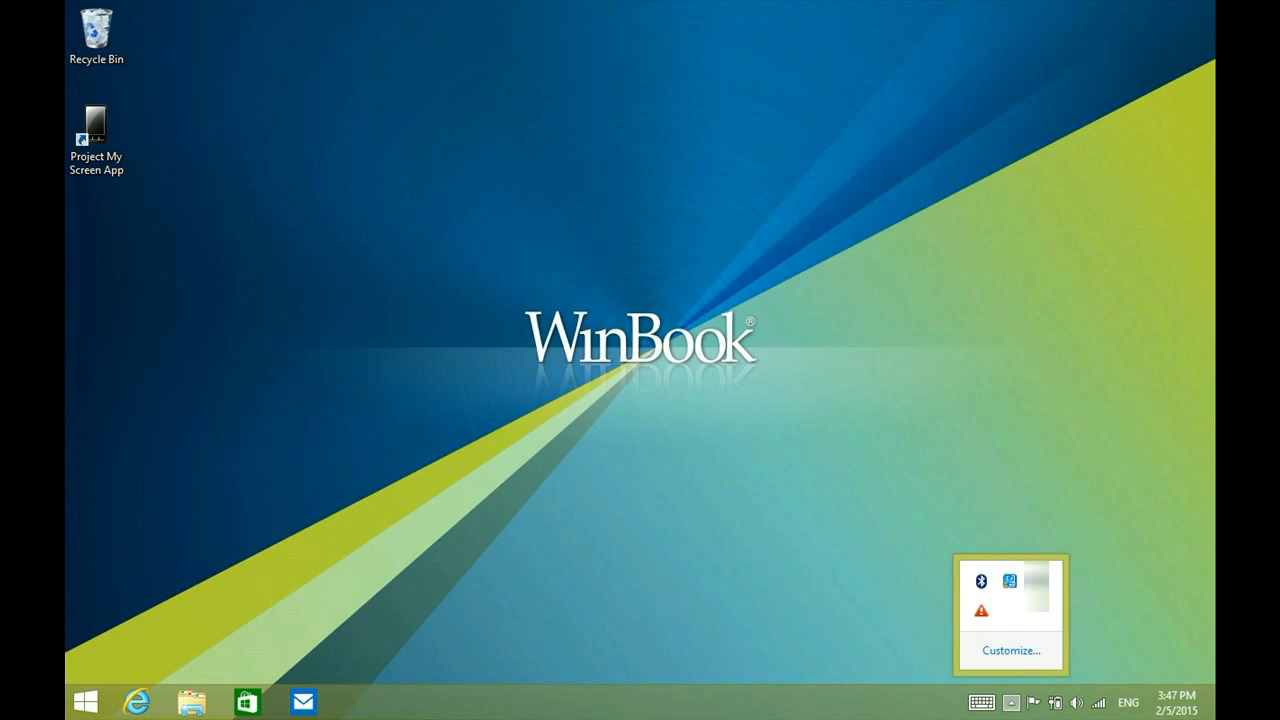 Recycle Bin
Project My
Screen App
WinBook®
Customize...
ENG
3:47 PM
2/5/2015